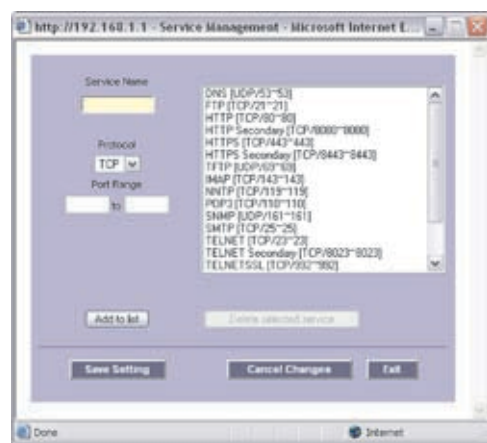 http://192.168.1.1 - Service Management - Microsoft Internet E...
Service Name
Protocol
TCP
Port Range
to
DNS [UDP/53~53]
FTP [TCP/21~21]
HTTP [TCP/80~80]
HTTP Secondary [TCP/8080~8080]
HTTPS [TCP/443~443]
HTTPS Secondary [TCP/8443~8443]
TFTP [UDP/69~69]
IMAP [TCP/143~143]
NNTP [TCP/119~119]
POP3 [TCP/110~110]
SNMP [UDP/161~161]
SMTP [TCP/25~25]
TELNET [TCP/23~23]
TELNET Secondary [TCP/8023~8023]
TELNETSSL [TCP/992~992]
Add to list
Delete selected service
Save Setting
Cancel Changes
Exit
Done
Internet